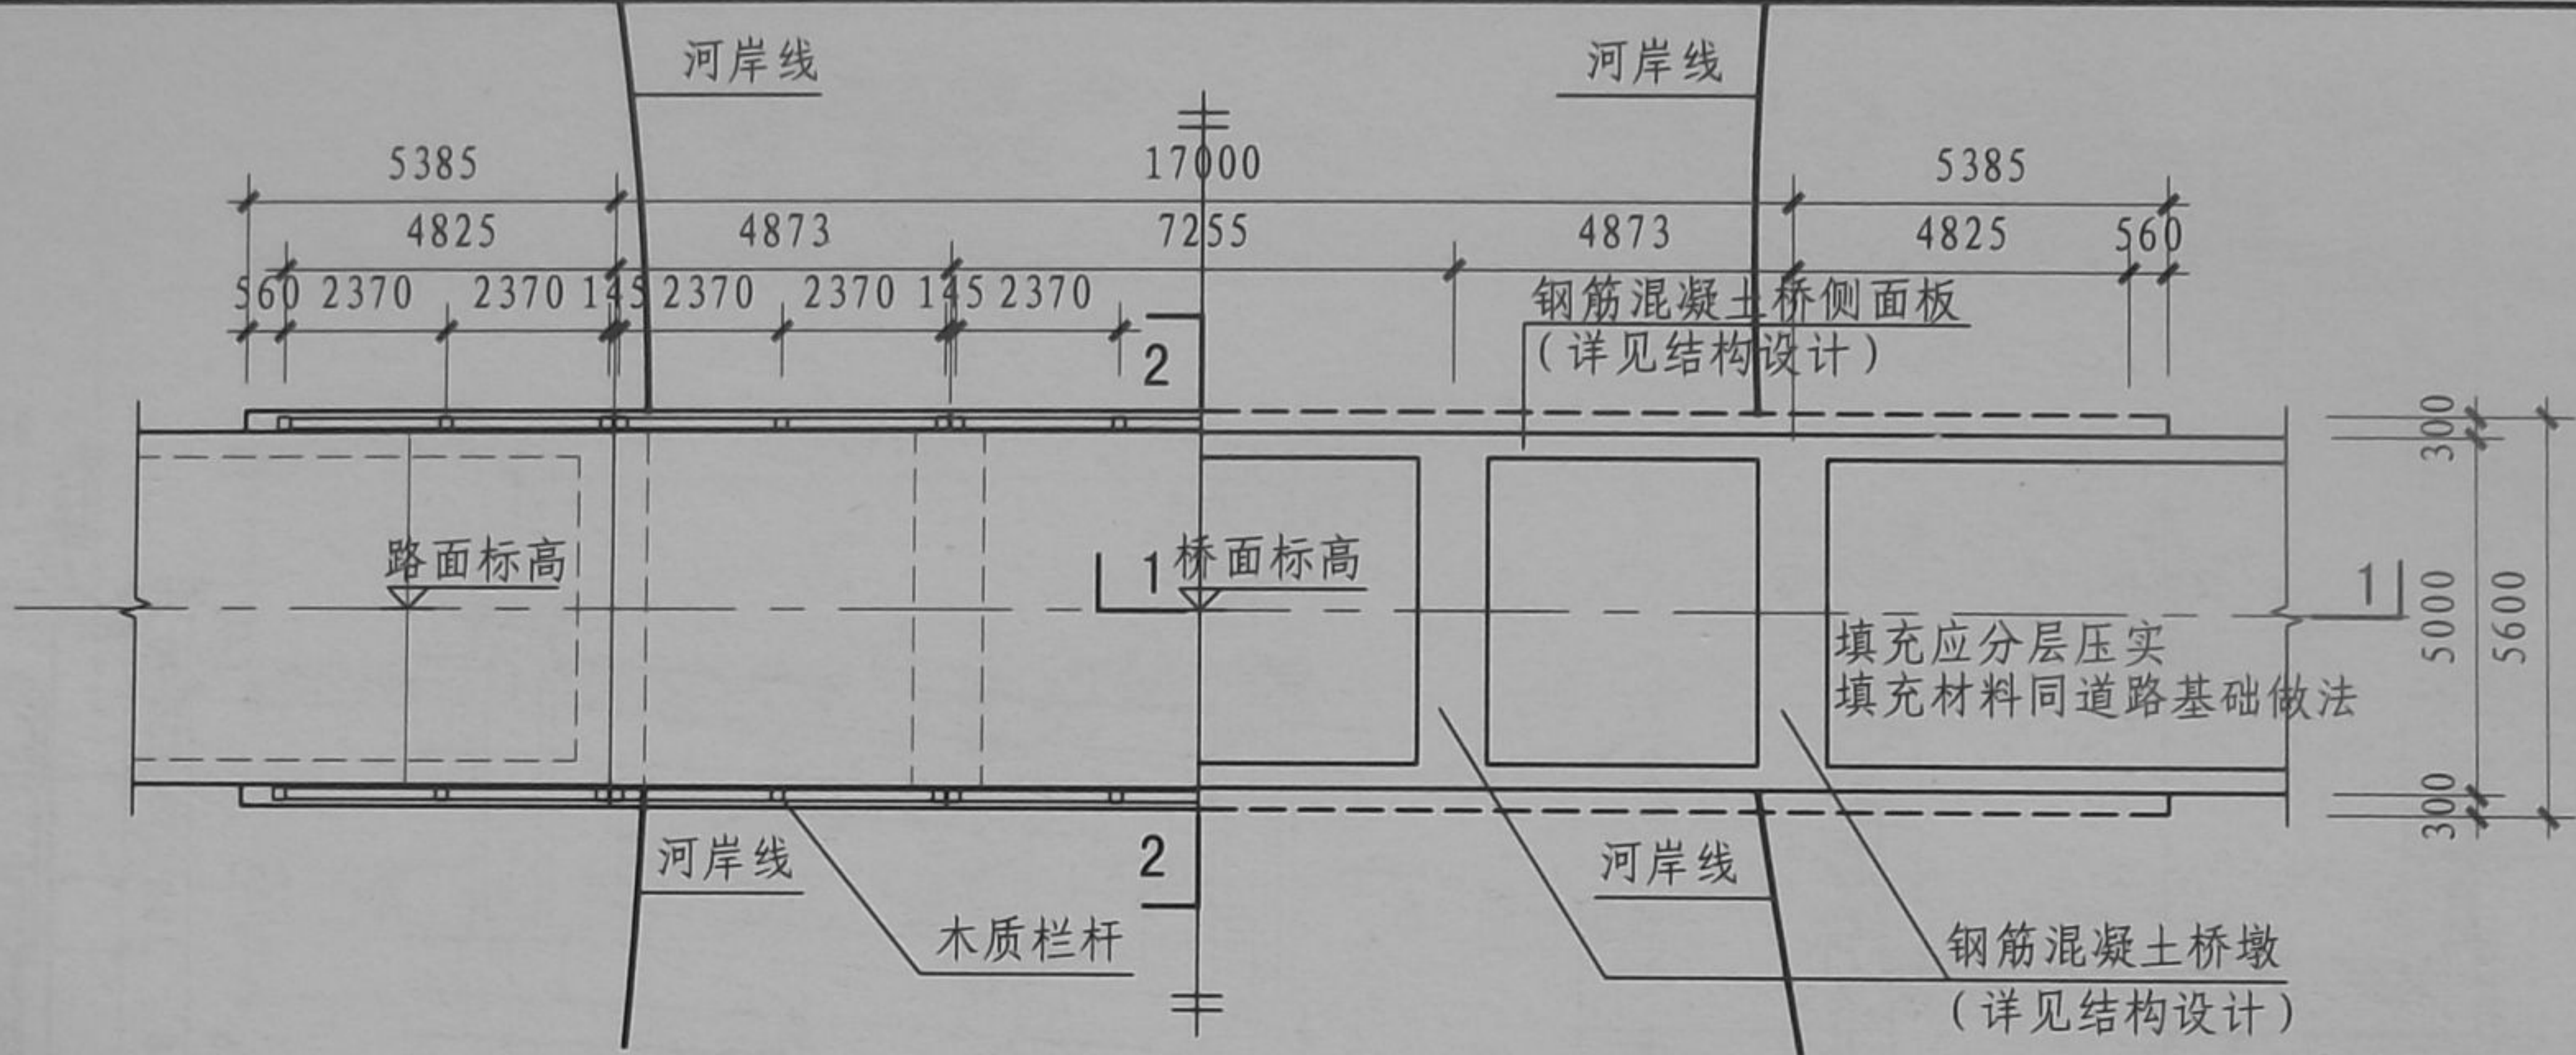 河岸线
河岸线
5385
17000
5385
4825
4873
7255
4873
4825
560
560
2370
2370
145
2370
2370
145
2370
钢筋混凝土桥侧面板
（详见结构设计）
2
300
路面标高
1
桥面标高
1
5000
5600
填充应分层压实
填充材料同道路基础做法
300
河岸线
2
河岸线
木质栏杆
钢筋混凝土桥墩
（详见结构设计）